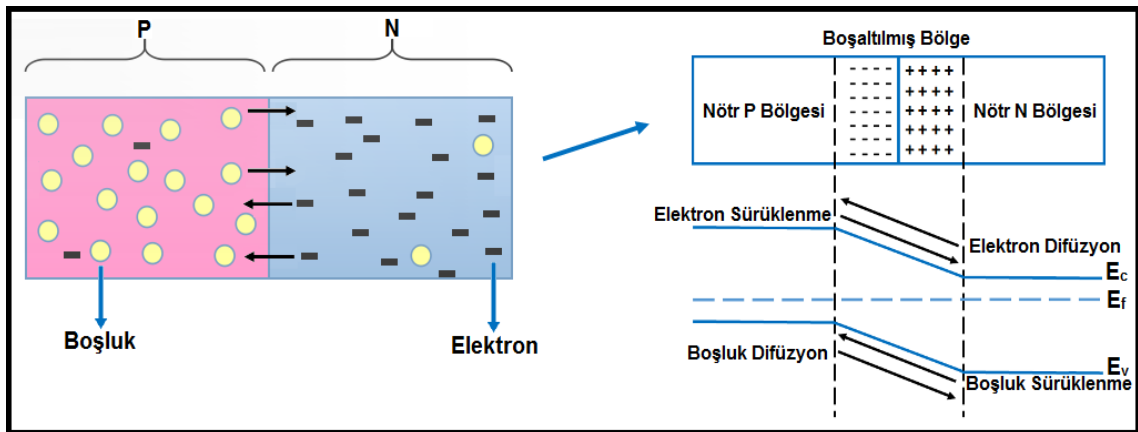 P
N
Boşluk
Elektron
Boşaltılmış Bölge
Nötr P Bölgesi
- - - -
- - - -
- - - -
- - - -
- - - -
- - - -
- - - -
+ + + +
+ + + +
+ + + +
+ + + +
+ + + +
Nötr N Bölgesi
Elektron Sürüklenme
Elektron Difüzyon
Ec
Ef
Boşluk Difüzyon
Ev
Boşluk Sürüklenme